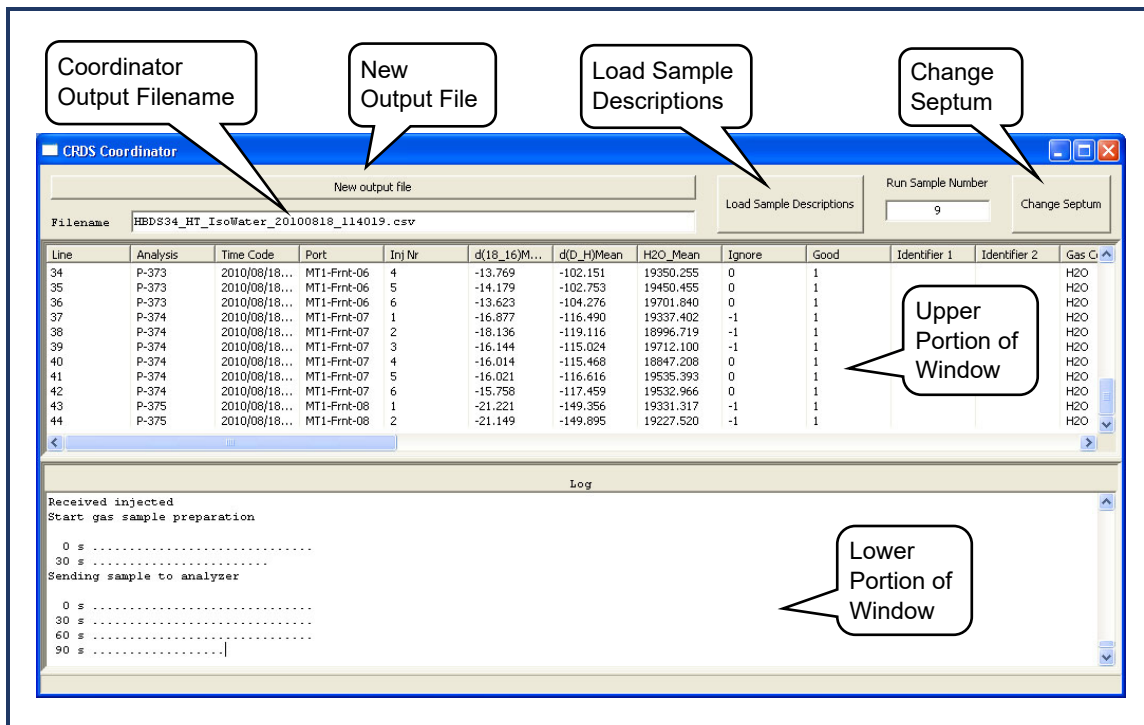 Coordinator
Output Filename
New
Output File
Load Sample
Descriptions
Change
Septum
CRDS Coordinator
New output file
Load Sample Descriptions
Run Sample Number
9
Change Septum
Filename HBDS34_HT_IsoWater_20100818_114019.csv
Line Analysis Time Code Port Inj Nr d(18_16)M... d(D_H)Mean H2O_Mean Ignore Good Identifier 1 Identifier 2 Gas C
34 P-373 2010/08/18... MT1-Frnt-06 4 -13.769 -102.151 19350.255 0 1 H2O
35 P-373 2010/08/18... MT1-Frnt-06 5 -14.179 -102.753 19450.455 0 1 H2O
36 P-373 2010/08/18... MT1-Frnt-06 6 -13.623 -104.276 19701.840 0 1 H2O
37 P-374 2010/08/18... MT1-Frnt-07 1 -16.877 -116.490 19337.402 -1 1 H2O
38 P-374 2010/08/18... MT1-Frnt-07 2 -18.136 -119.116 18996.719 -1 1 H2O
39 P-374 2010/08/18... MT1-Frnt-07 3 -16.144 -115.024 19712.100 -1 1 H2O
40 P-374 2010/08/18... MT1-Frnt-07 4 -16.014 -115.468 18847.208 0 1 H2O
41 P-374 2010/08/18... MT1-Frnt-07 5 -16.021 -116.616 19535.393 0 1 H2O
42 P-374 2010/08/18... MT1-Frnt-07 6 -15.758 -117.459 19532.966 0 1 H2O
43 P-375 2010/08/18... MT1-Frnt-08 1 -21.221 -149.356 19331.317 -1 1 H2O
44 P-375 2010/08/18... MT1-Frnt-08 2 -21.149 -149.895 19227.520 -1 1 H2O
Upper
Portion of
Window
Log
Received injected
Start gas sample preparation
0 s ..............................
30 s ........................
Sending sample to analyzer
0 s ..............................
30 s ..............................
60 s ..............................
90 s ..................
Lower
Portion of
Window